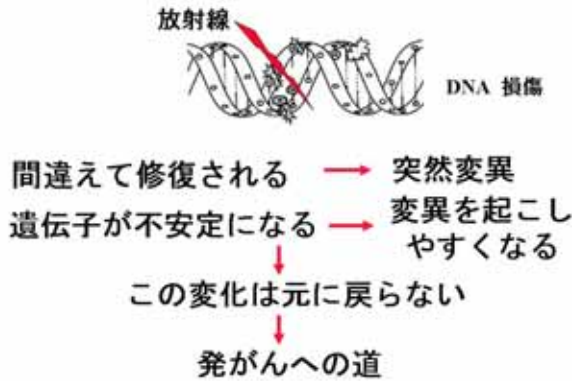 放射線
DNA 損傷
間違えて修復される
突然変異
遺伝子が不安定になる
変異を起こし
やすくなる
この変化は元に戻らない
発がんへの道